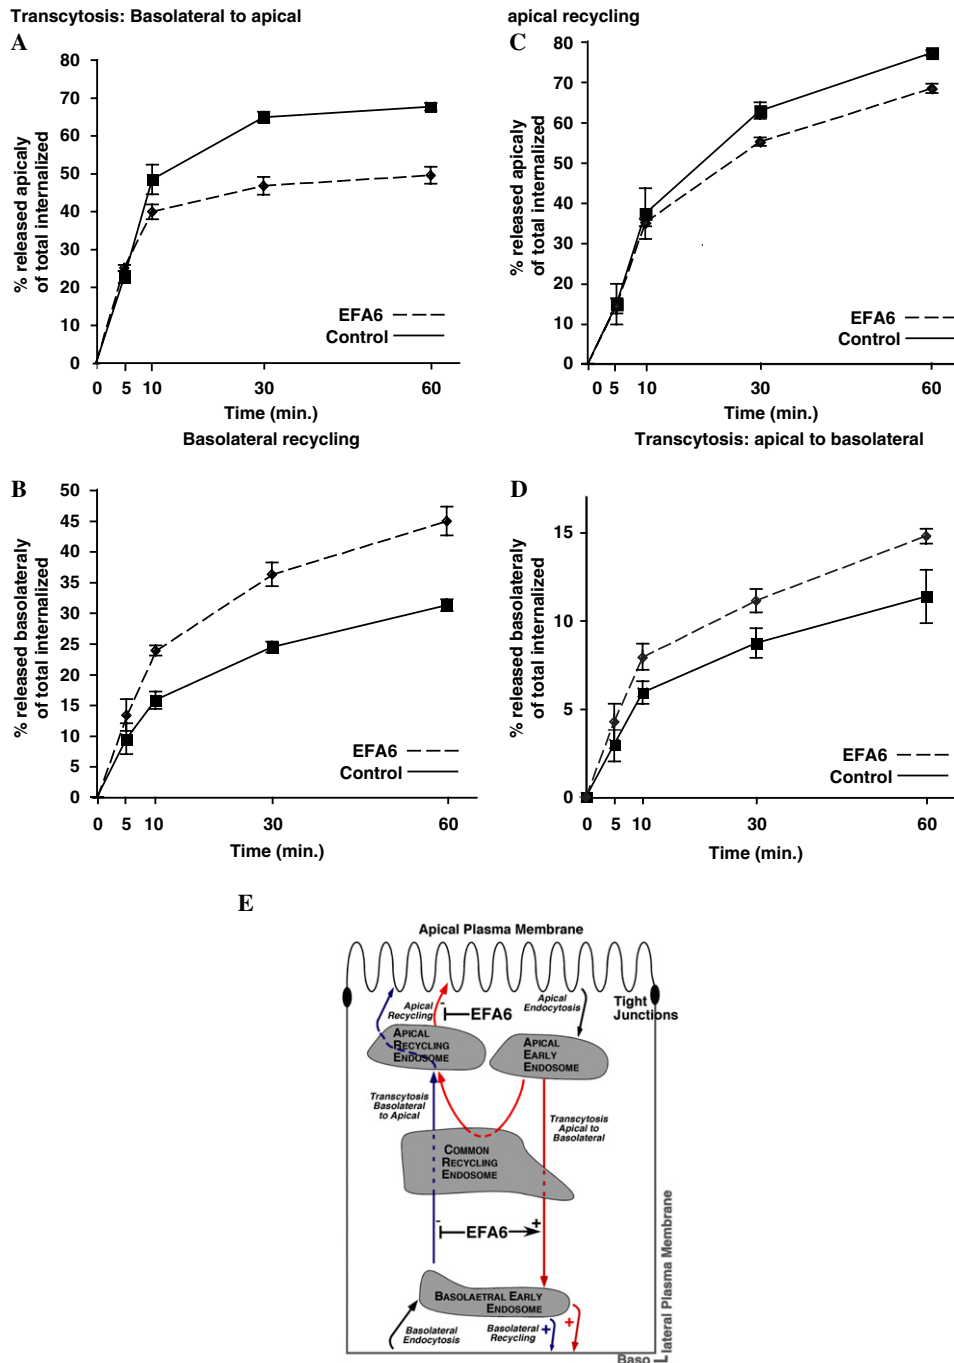 Transcytosis: Basolateral to apical
A
% released apicaly
of total internalized
80
70
60
50
40
30
20
10
0
EFA6
Control
0 5 10 30 60
Time (min.)
apical recycling
C
% released apicaly
of total internalized
80
70
60
50
40
30
20
10
0
EFA6
Control
0 5 10 30 60
Time (min.)
Basolateral recycling
B
% released basolateraly
of total internalized
50
45
40
35
30
25
20
15
10
5
0
EFA6
Control
0 5 10 30 60
Time (min.)
Transcytosis: apical to basolateral
D
% released basolateraly
of total internalized
15
10
5
0
EFA6
Control
0 5 10 30 60
Time (min.)
E
Apical Plasma Membrane
Apical
Recycling
-
EFA6
Apical
Endocytosis
Tight
Junctions
APICAL
RECYCLING
ENDOSOME
APICAL
EARLY
ENDOSOME
Transcytosis
Basolateral
to Apical
Transcytosis
Apical to
Basolateral
COMMON
RECYCLING
ENDOSOME
-
EFA6
+
BASOLAETRAL EARLY
ENDOSOME
Basolateral
Endocytosis
Basolateral
Recycling
+
+
Baso
Lateral Plasma Membrane